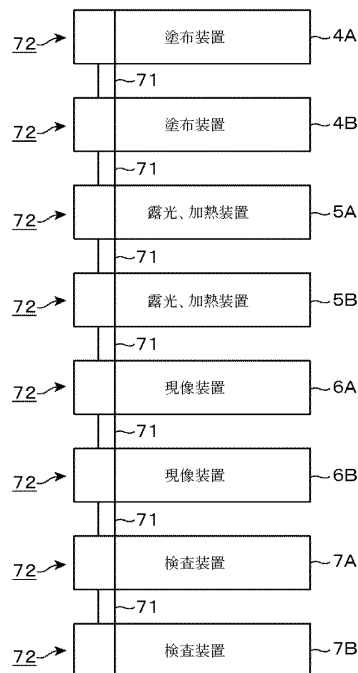 72 塗布装置 4A
71
72 塗布装置 4B
71
72 露光、加熱装置 5A
71
72 露光、加熱装置 5B
71
72 現像装置 6A
71
72 現像装置 6B
71
72 検査装置 7A
71
72 検査装置 7B